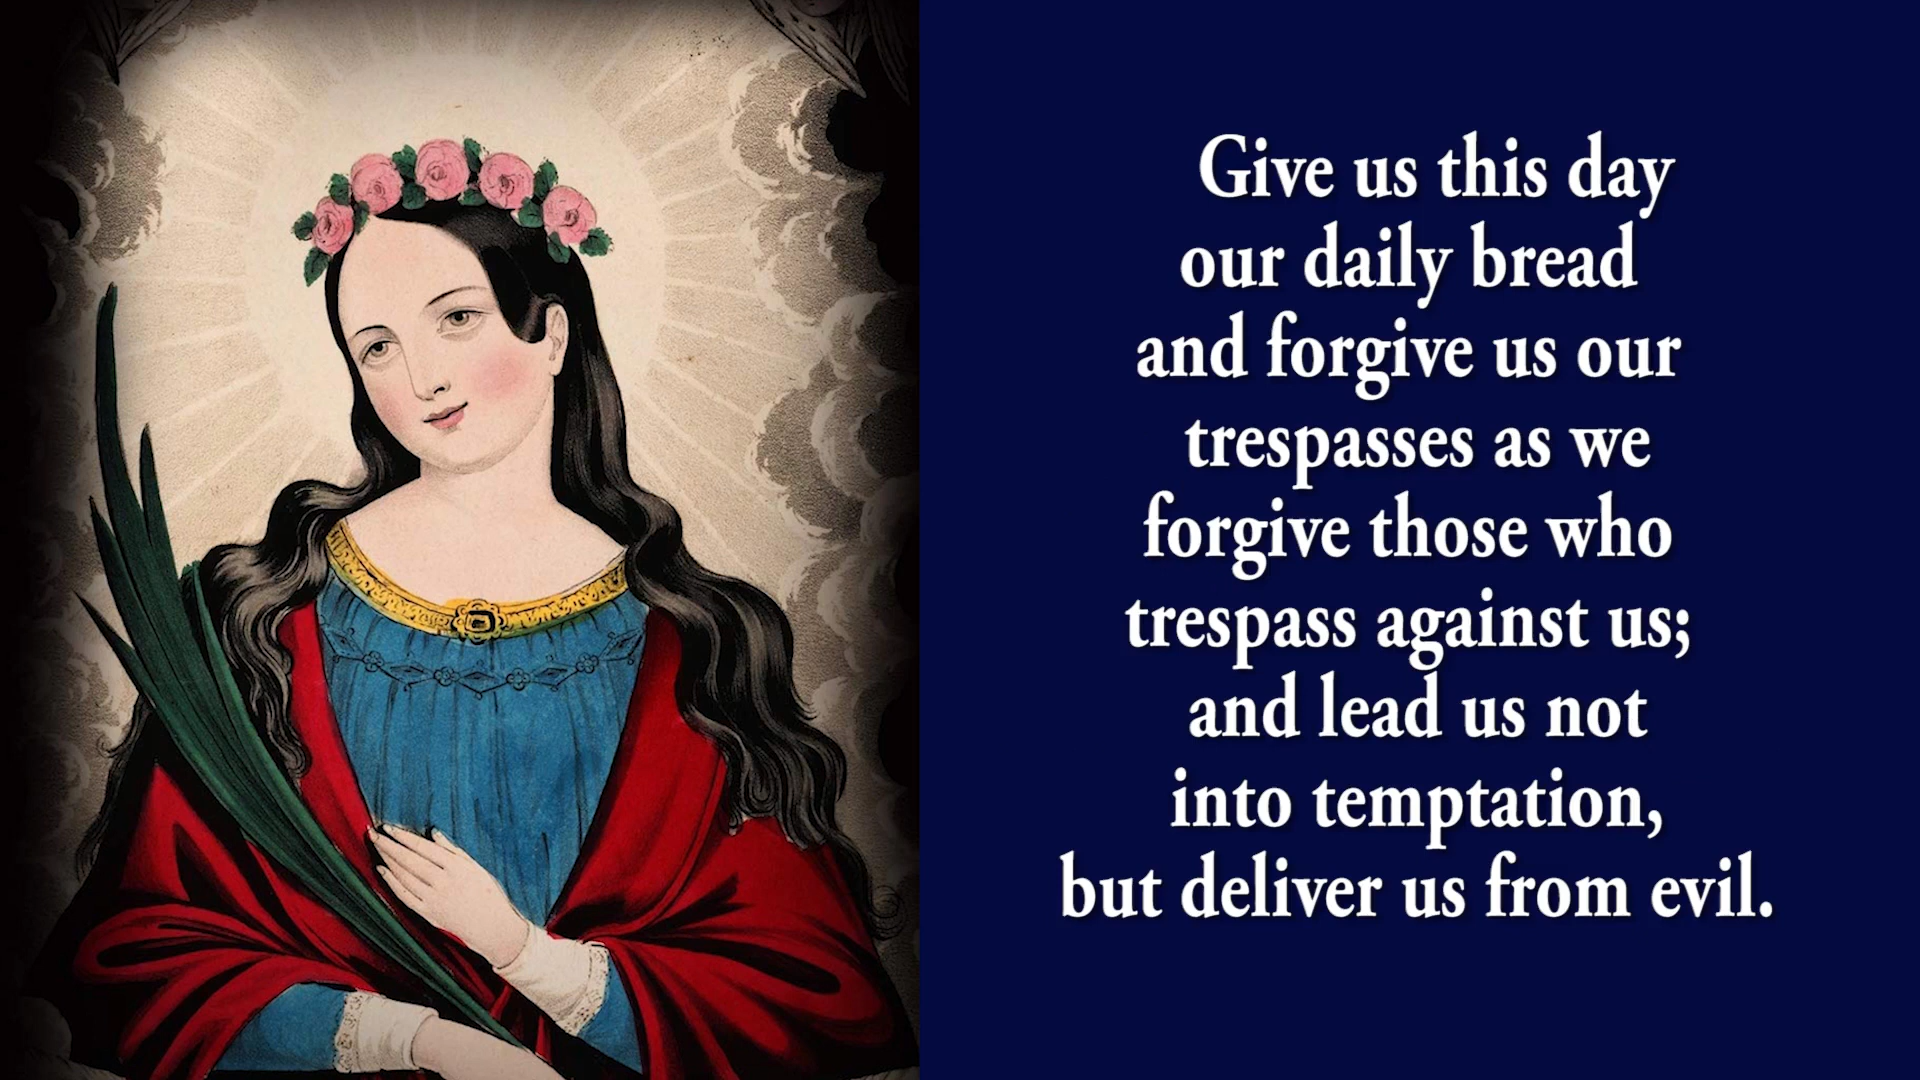 Give us this day
our daily bread
and forgive us our
trespasses as we
forgive those who
trespass against us;
and lead us not
into temptation,
but deliver us from evil.